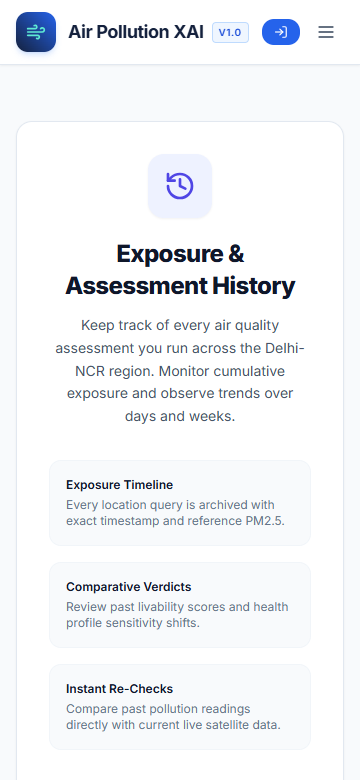 Air Pollution XAI V1.0
Exposure &
Assessment History
Keep track of every air quality
assessment you run across the Delhi-
NCR region. Monitor cumulative
exposure and observe trends over
days and weeks.
Exposure Timeline
Every location query is archived with
exact timestamp and reference PM2.5.
Comparative Verdicts
Review past livability scores and health
profile sensitivity shifts.
Instant Re-Checks
Compare past pollution readings
directly with current live satellite data.